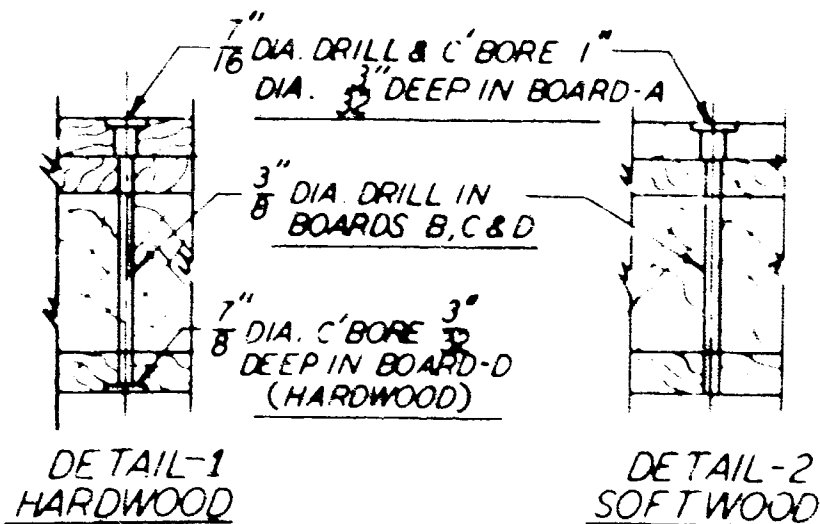 7/16" DIA. DRILL & C'BORE 1"
DIA. 3/32" DEEP IN BOARD-A
3/8" DIA. DRILL IN
BOARDS B, C & D
7/8" DIA. C'BORE 3/32"
DEEP IN BOARD-D
(HARDWOOD)
DETAIL-1
HARDWOOD
DETAIL-2
SOFTWOOD